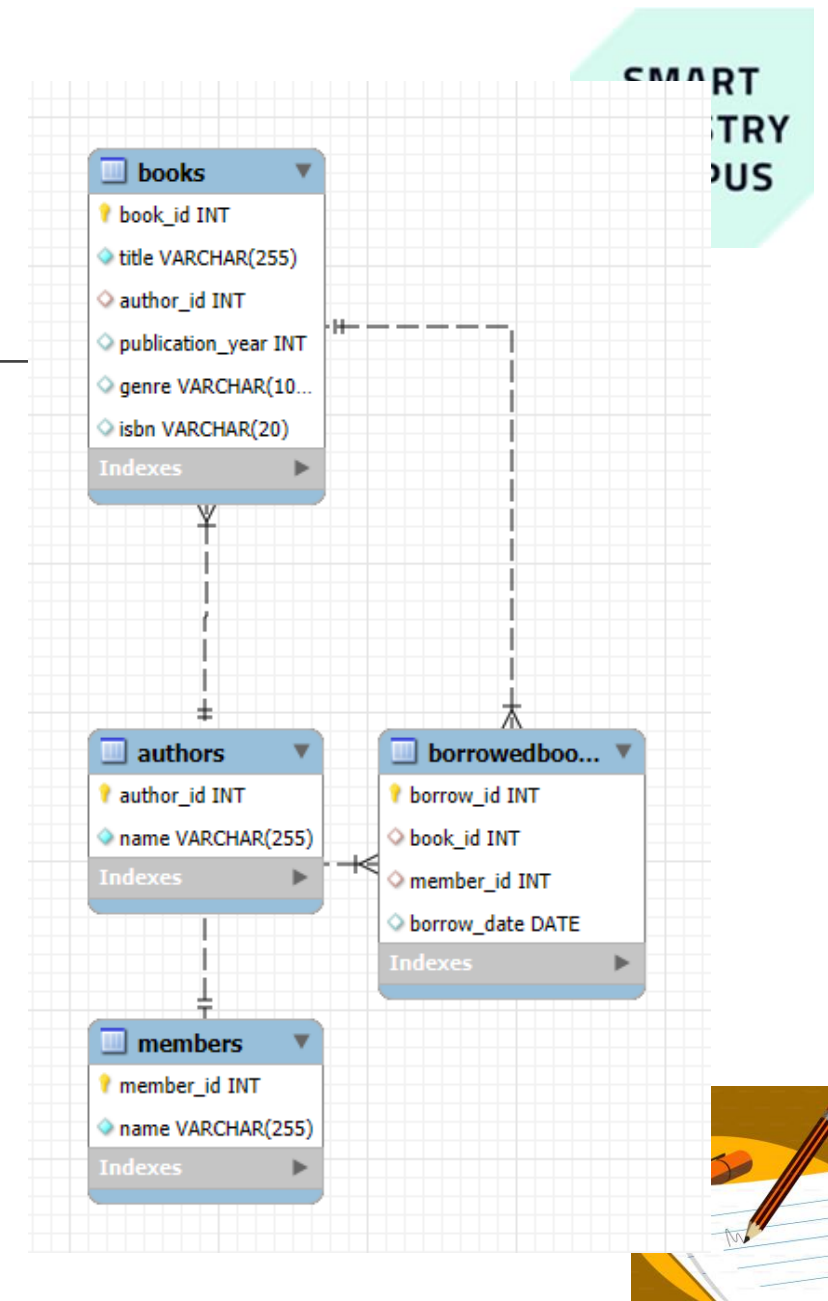 SMART
TRY
PUS
books
book_id INT
title VARCHAR(255)
author_id INT
publication_year INT
genre VARCHAR(10...
isbn VARCHAR(20)
Indexes
authors
author_id INT
name VARCHAR(255)
Indexes
borrowedboo...
borrow_id INT
book_id INT
member_id INT
borrow_date DATE
Indexes
members
member_id INT
name VARCHAR(255)
Indexes